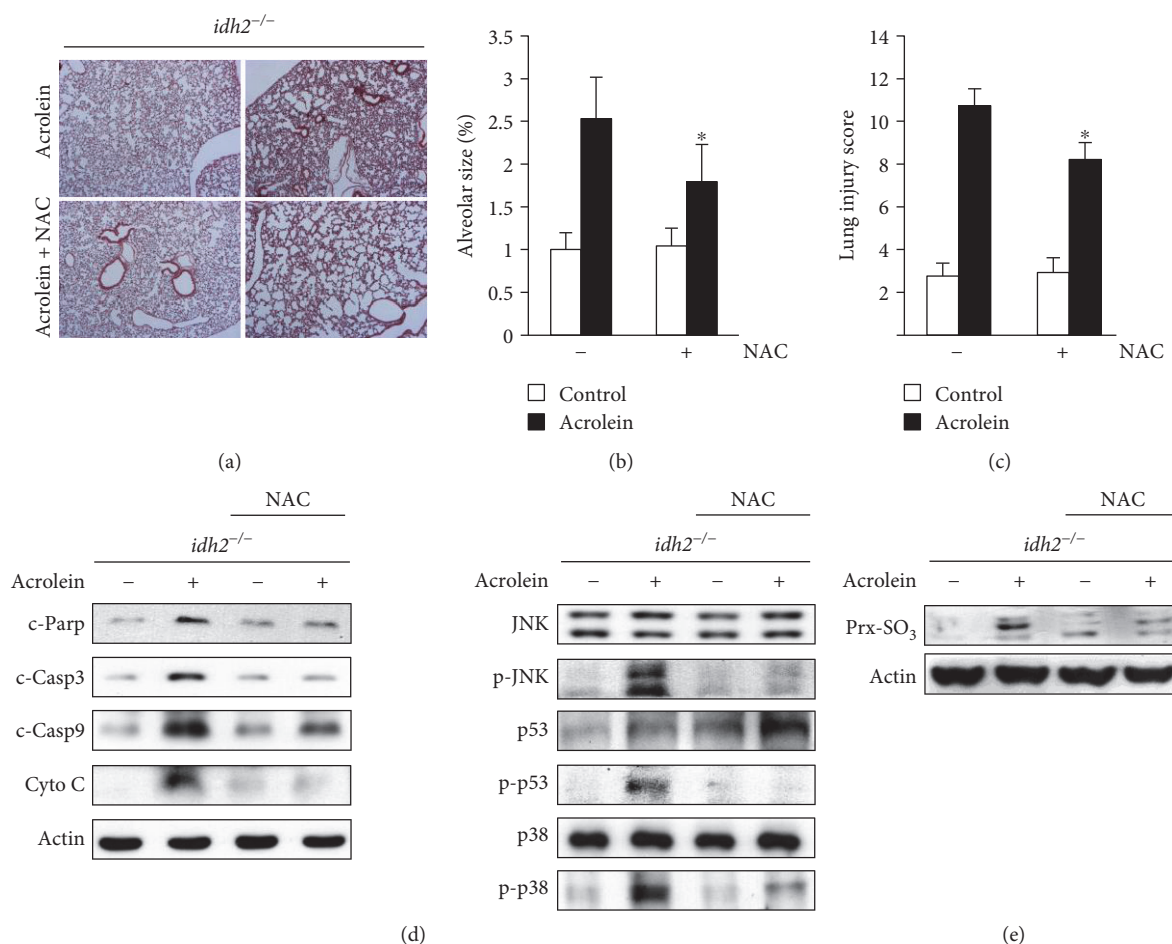 idh2−/−
Acrolein
Acrolein + NAC
(a)
Alveolar size (%)
3.5
3
2.5
2
1.5
1
0.5
0
*
− + NAC
Control
Acrolein
(b)
Lung injury score
14
12
10
8
6
4
2
*
− + NAC
Control
Acrolein
(c)
NAC
idh2−/−
Acrolein − + − +
c-Parp
c-Casp3
c-Casp9
Cyto C
Actin
NAC
idh2−/−
Acrolein − + − +
JNK
p-JNK
p53
p-p53
p38
p-p38
(d)
NAC
idh2−/−
Acrolein − + − +
Prx-SO3
Actin
(e)